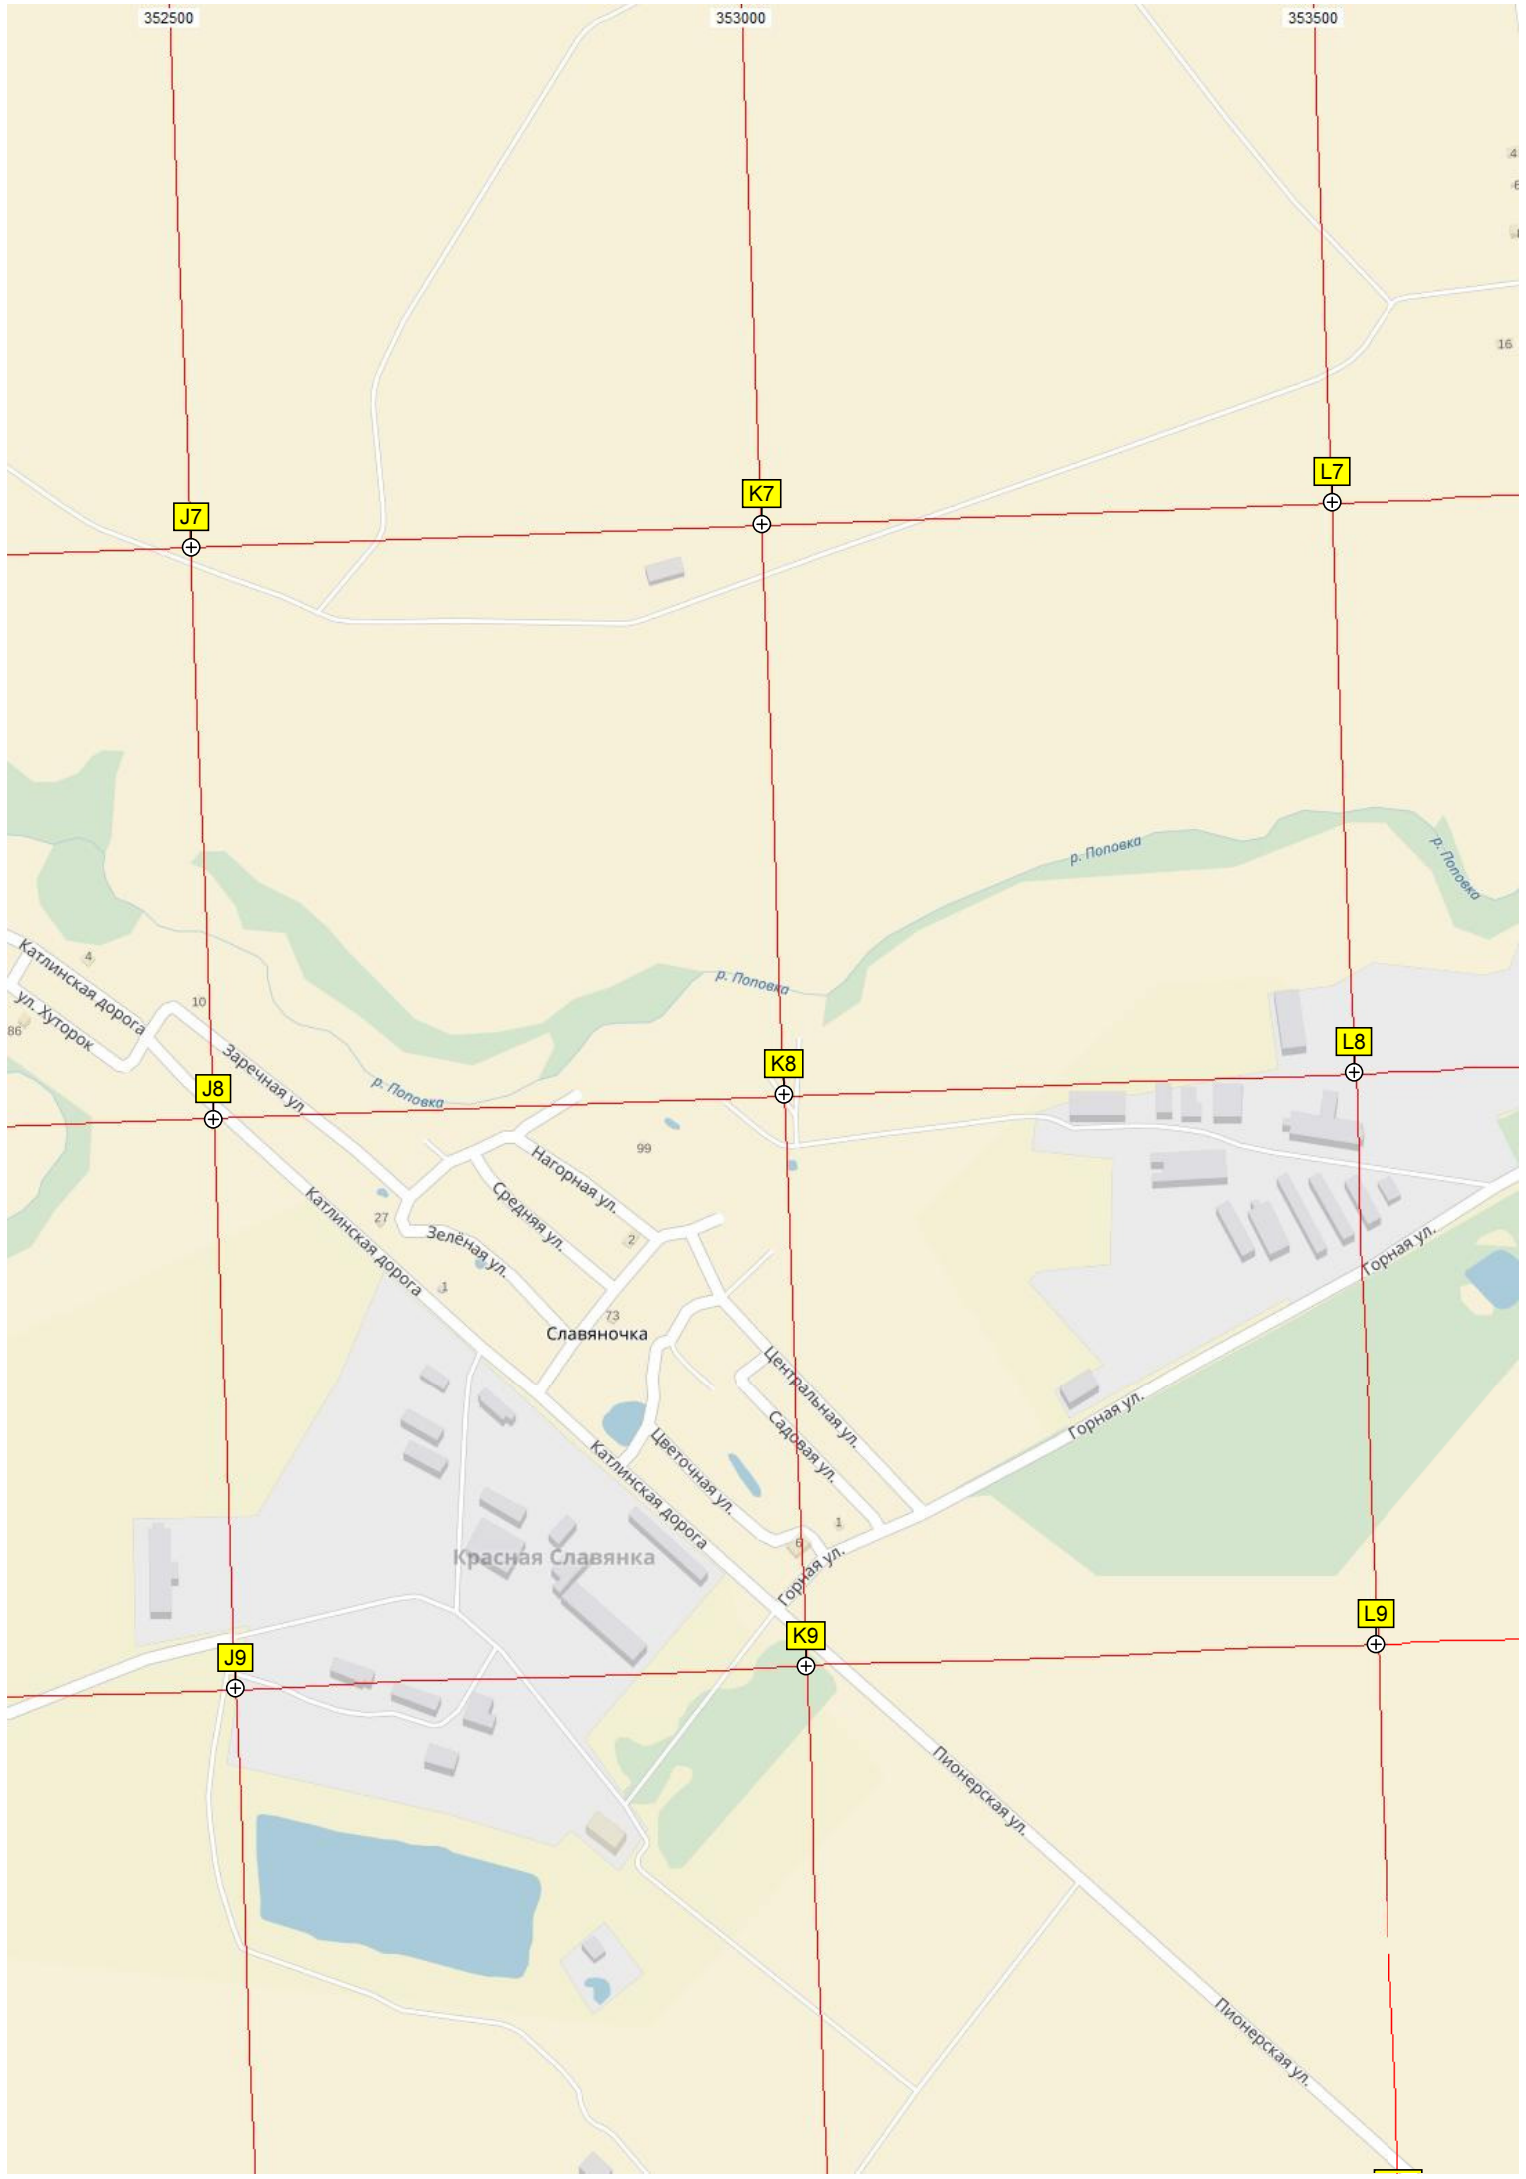 352500
353000
353500
4
6
16
L7
K7
J7
р. Поповка
р. Поповка
р. Поповка
Катлинская дорога
4
ул. Хуторок
86
10
Заречная ул.
р. Поповка
L8
K8
J8
99
Нагорная ул.
Средняя ул.
27
Зелёная ул.
2
Катлинская дорога
1
73
Славяночка
Горная ул.
Центральная ул.
Садовая ул.
Горная ул.
Цветочная ул.
Катлинская дорога
1
6
Красная Славянка
Горная ул.
L9
K9
J9
Пионерская ул.
Пионерская ул.